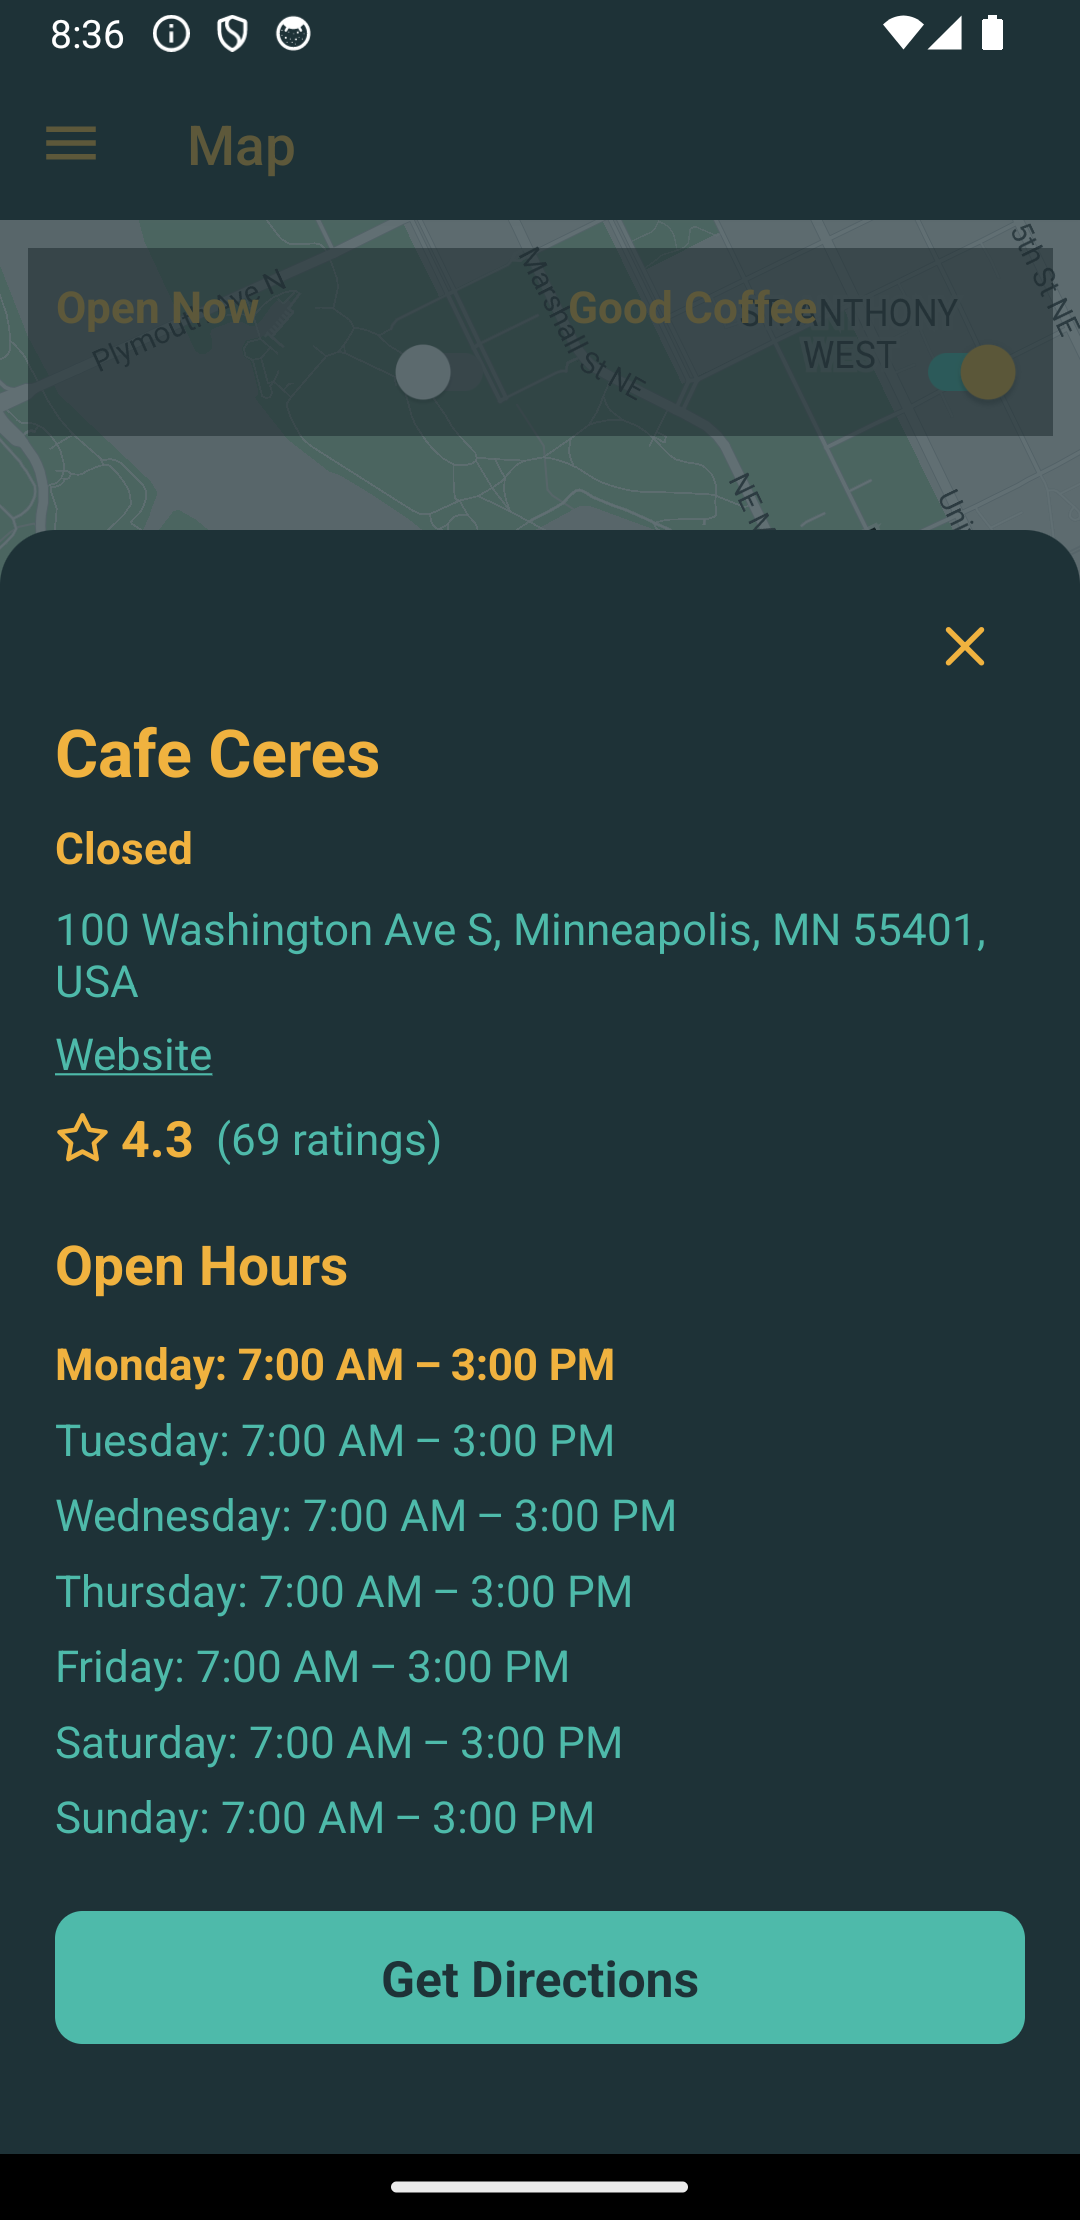 8:36
Map
Plymouth Ave N
Marshall St NE
5th St NE
Open Now
Good Coffee
ST. ANTHONY
WEST
NE M
Uni
Cafe Ceres
Closed
100 Washington Ave S, Minneapolis, MN 55401,
USA
Website
4.3 (69 ratings)
Open Hours
Monday: 7:00 AM – 3:00 PM
Tuesday: 7:00 AM – 3:00 PM
Wednesday: 7:00 AM – 3:00 PM
Thursday: 7:00 AM – 3:00 PM
Friday: 7:00 AM – 3:00 PM
Saturday: 7:00 AM – 3:00 PM
Sunday: 7:00 AM – 3:00 PM
Get Directions